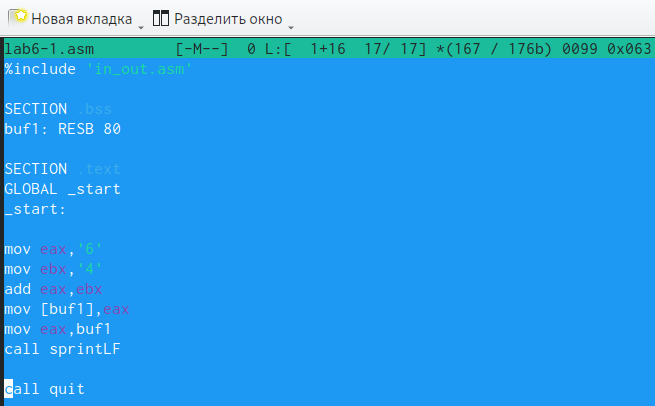 Новая вкладка Разделить окно
lab6-1.asm [-M--] 0 L:[ 1+16 17/ 17] *(167 / 176b) 0099 0x063
%include 'in_out.asm'
SECTION .bss
buf1: RESB 80
SECTION .text
GLOBAL _start
_start:
mov eax,'6'
mov ebx,'4'
add eax,ebx
mov [buf1],eax
mov eax,buf1
call sprintLF
call quit